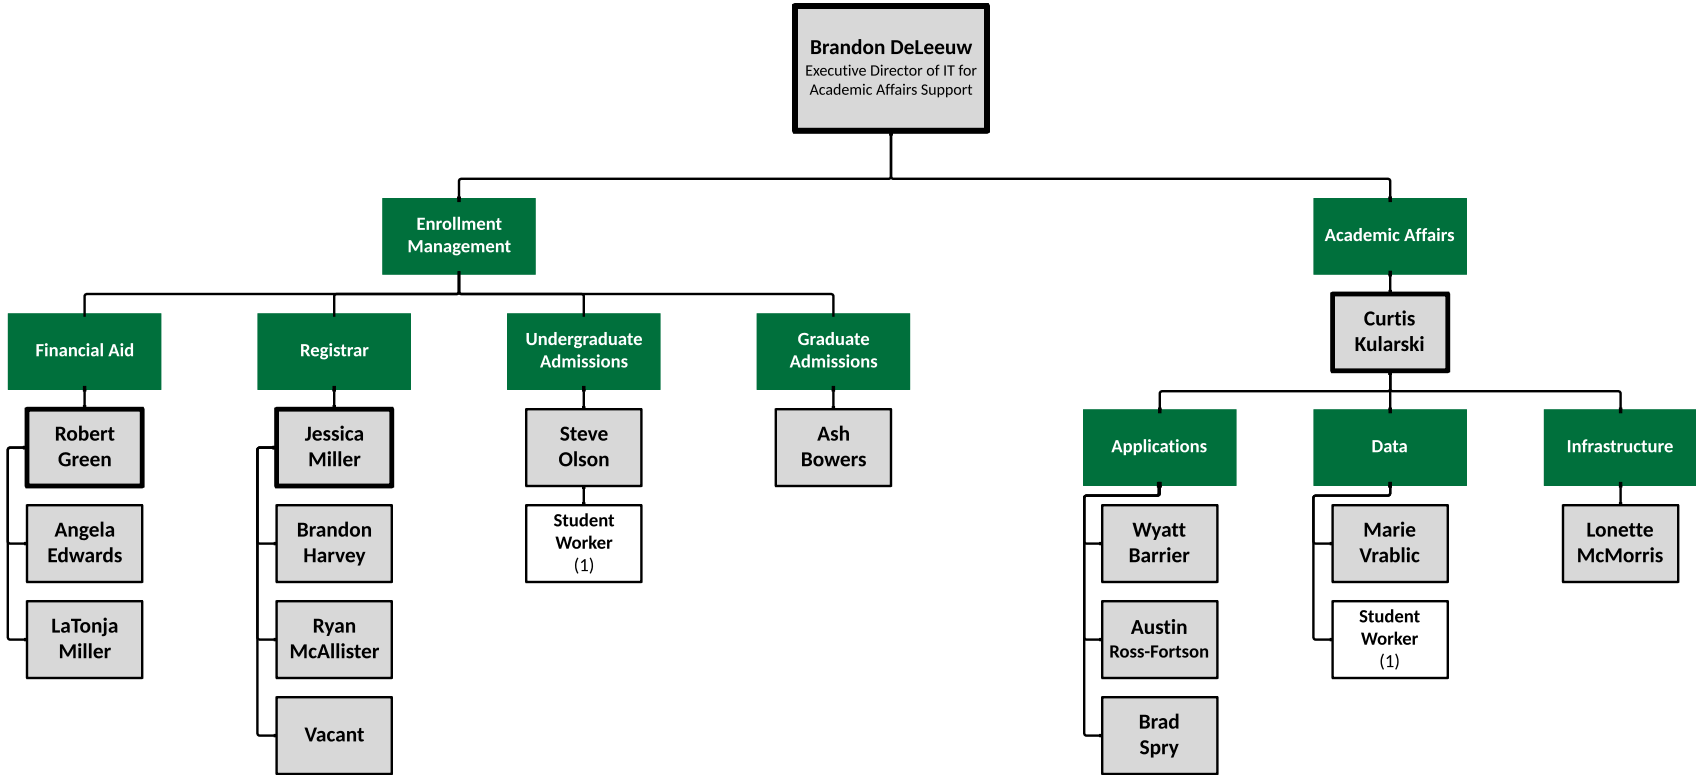 Brandon DeLeeuw
Executive Director of IT for
Academic Affairs Support
Enrollment
Management
Academic Affairs
Financial Aid
Registrar
Undergraduate
Admissions
Graduate
Admissions
Curtis
Kularski
Robert
Green
Jessica
Miller
Steve
Olson
Ash
Bowers
Applications
Data
Infrastructure
Angela
Edwards
Brandon
Harvey
Student
Worker
(1)
Wyatt
Barrier
Marie
Vrablic
Lonette
McMorris
LaTonja
Miller
Ryan
McAllister
Austin
Ross-Fortson
Student
Worker
(1)
Vacant
Brad
Spry